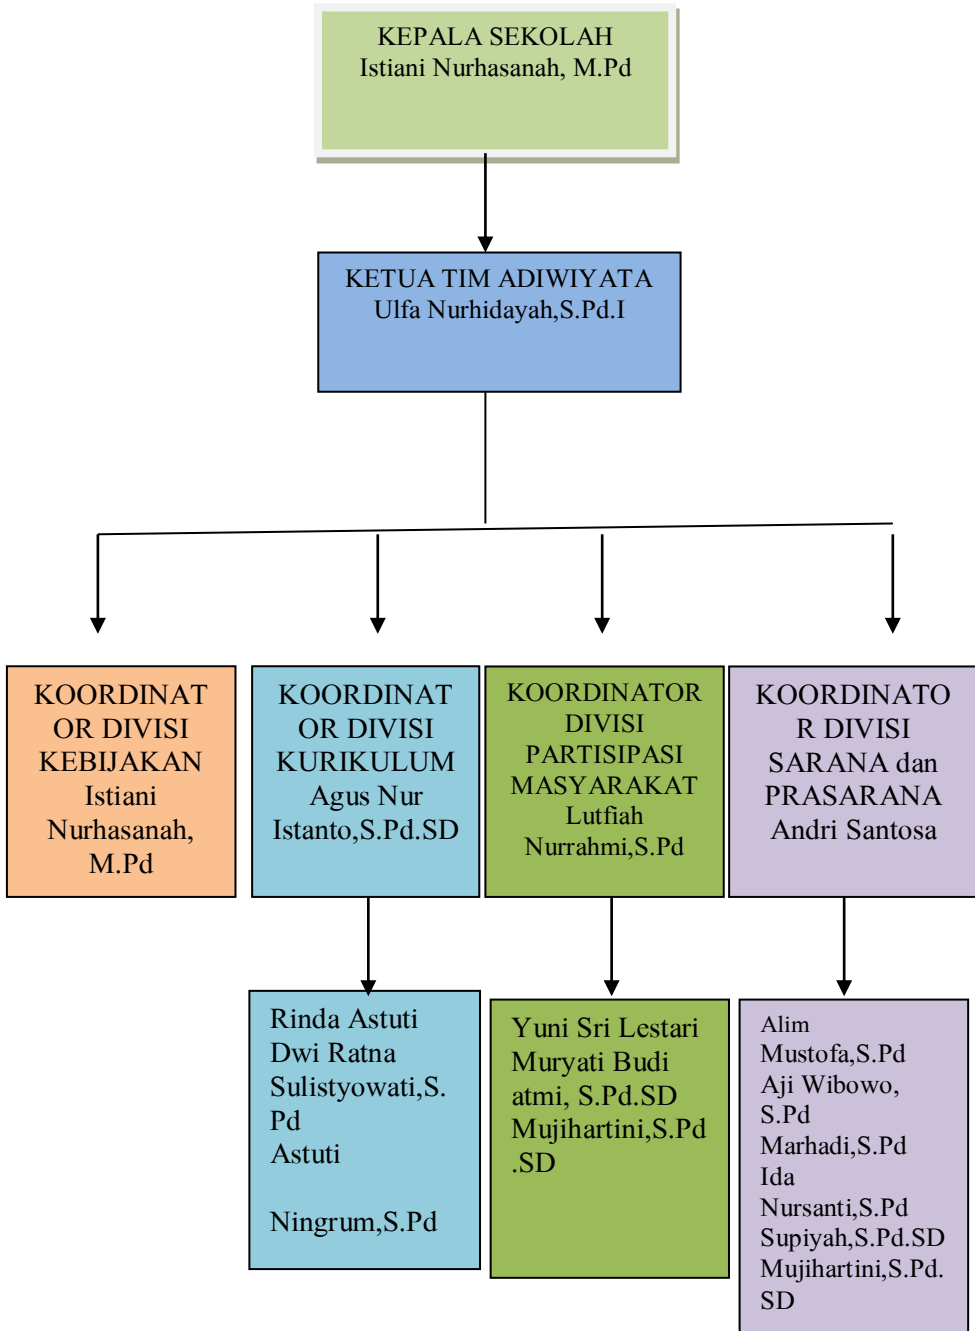 KEPALA SEKOLAH
Istiani Nurhasanah, M.Pd
KETUA TIM ADIWIYATA
Ulfa Nurhidayah,S.Pd.I
KOORDINAT
OR DIVISI
KEBIJAKAN
Istiani
Nurhasanah,
M.Pd
KOORDINAT
OR DIVISI
KURIKULUM
Agus Nur
Istanto,S.Pd.SD
KOORDINATOR
DIVISI
PARTISIPASI
MASYARAKAT
Lutfiah
Nurrahmi,S.Pd
KOORDINATO
R DIVISI
SARANA dan
PRASARANA
Andri Santosa
Rinda Astuti
Dwi Ratna
Sulistyowati,S.
Pd
Astuti
Ningrum,S.Pd
Yuni Sri Lestari
Muryati Budi
atmi, S.Pd.SD
Mujihartini,S.Pd
.SD
Alim
Mustofa,S.Pd
Aji Wibowo,
S.Pd
Marhadi,S.Pd
Ida
Nursanti,S.Pd
Supiyah,S.Pd.SD
Mujihartini,S.Pd.
SD